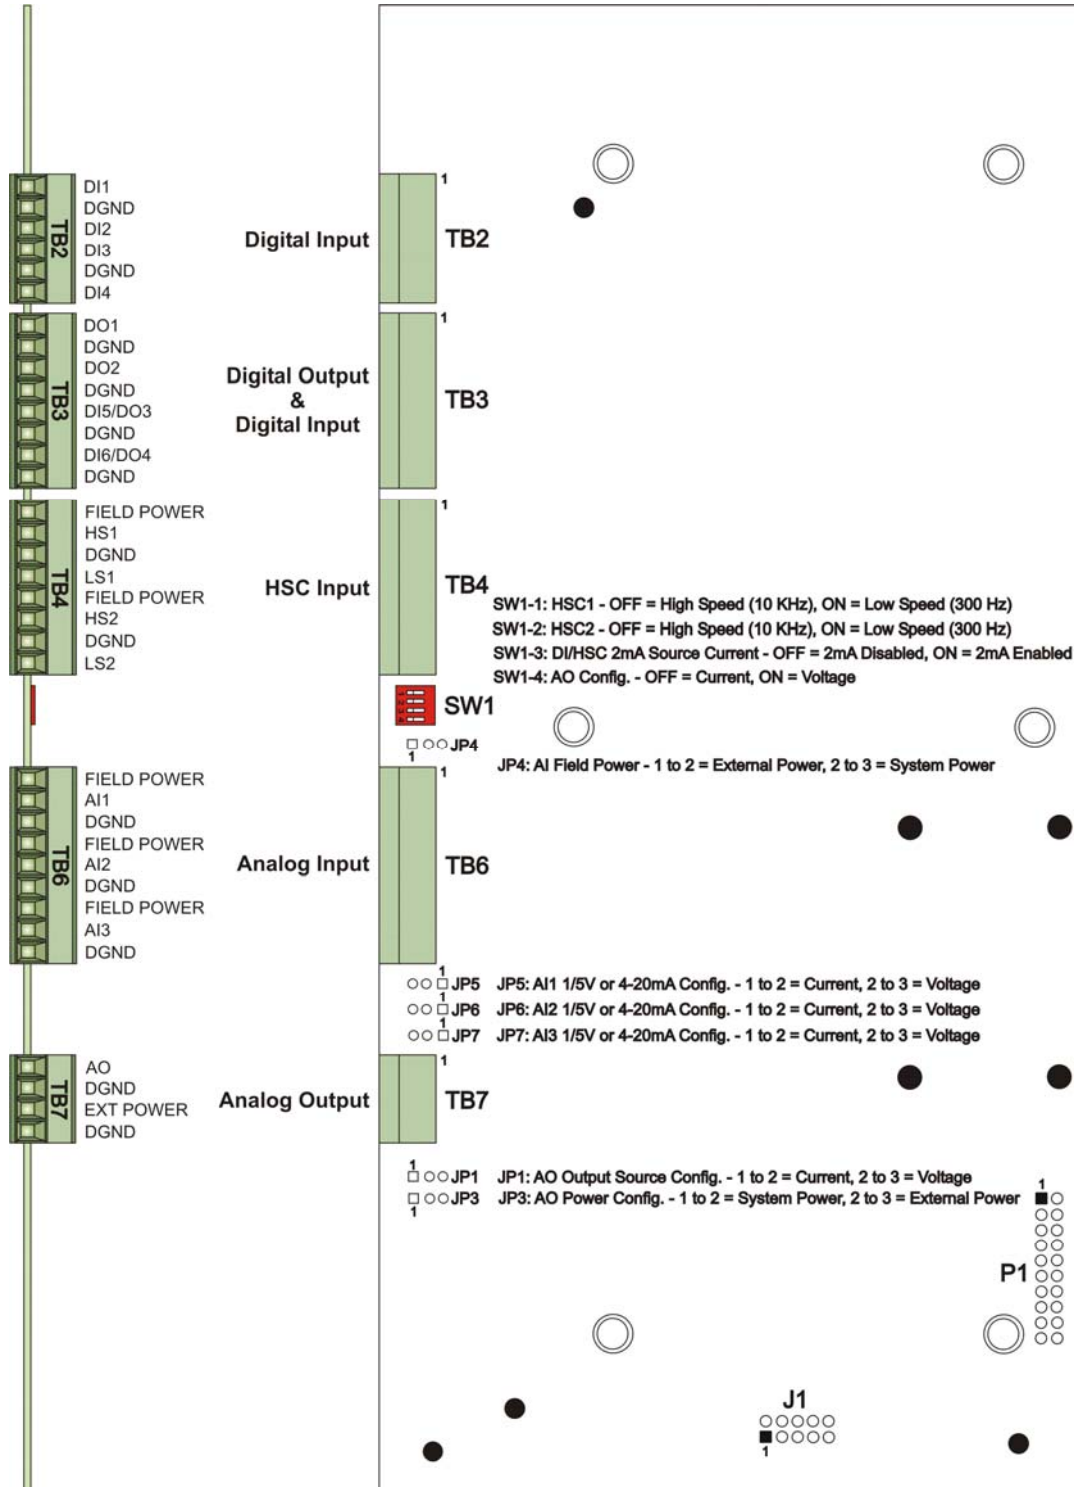 DI1
DGND
DI2
DI3
DGND
DI4
TB2
Digital Input
1
TB2
DO1
DGND
DO2
DGND
DI5/DO3
DGND
DI6/DO4
DGND
TB3
Digital Output
&
Digital Input
1
TB3
FIELD POWER
HS1
DGND
LS1
FIELD POWER
HS2
DGND
LS2
TB4
HSC Input
1
TB4
SW1-1: HSC1 - OFF = High Speed (10 KHz), ON = Low Speed (300 Hz)
SW1-2: HSC2 - OFF = High Speed (10 KHz), ON = Low Speed (300 Hz)
SW1-3: DI/HSC 2mA Source Current - OFF = 2mA Disabled, ON = 2mA Enabled
SW1-4: AO Config. - OFF = Current, ON = Voltage
1
2
3
4
SW1
JP4
1
JP4: AI Field Power - 1 to 2 = External Power, 2 to 3 = System Power
FIELD POWER
AI1
DGND
FIELD POWER
AI2
DGND
FIELD POWER
AI3
DGND
TB6
Analog Input
1
TB6
1
JP5 JP5: AI1 1/5V or 4-20mA Config. - 1 to 2 = Current, 2 to 3 = Voltage
1
JP6 JP6: AI2 1/5V or 4-20mA Config. - 1 to 2 = Current, 2 to 3 = Voltage
1
JP7 JP7: AI3 1/5V or 4-20mA Config. - 1 to 2 = Current, 2 to 3 = Voltage
AO
DGND
EXT POWER
DGND
TB7
Analog Output
1
TB7
1
JP1 JP1: AO Output Source Config. - 1 to 2 = Current, 2 to 3 = Voltage
JP3 JP3: AO Power Config. - 1 to 2 = System Power, 2 to 3 = External Power
1
1
P1
J1
1